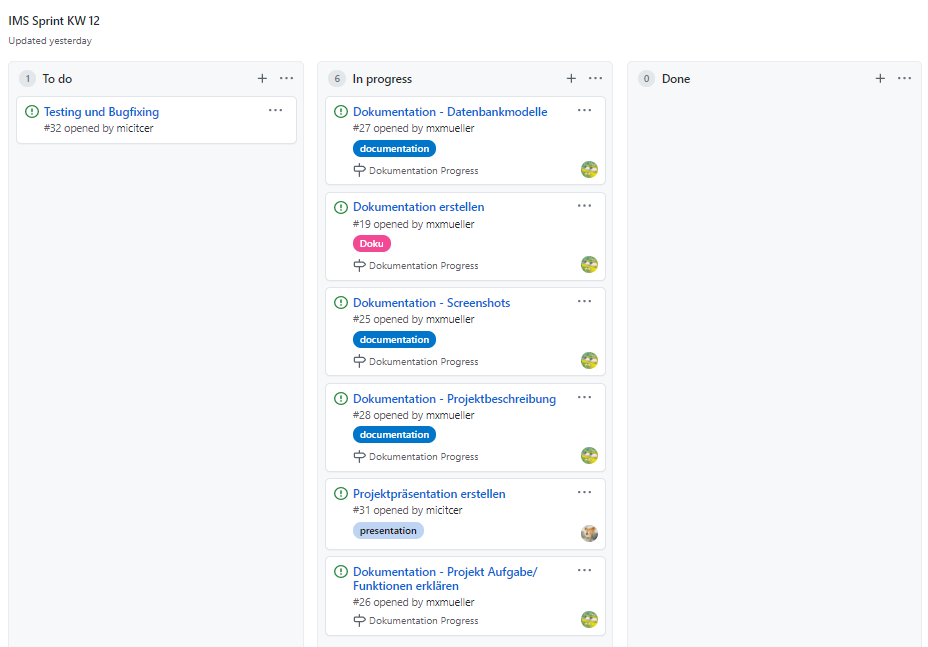 IMS Sprint KW 12
Updated yesterday
1 To do
Testing und Bugfixing
#32 opened by micitcer
6 In progress
Dokumentation - Datenbankmodelle
#27 opened by mxmueller
documentation
Dokumentation Progress
Dokumentation erstellen
#19 opened by mxmueller
Doku
Dokumentation Progress
Dokumentation - Screenshots
#25 opened by mxmueller
documentation
Dokumentation Progress
Dokumentation - Projektbeschreibung
#28 opened by mxmueller
documentation
Dokumentation Progress
Projektpräsentation erstellen
#31 opened by micitcer
presentation
Dokumentation - Projekt Aufgabe/
Funktionen erklären
#26 opened by mxmueller
Dokumentation Progress
0 Done